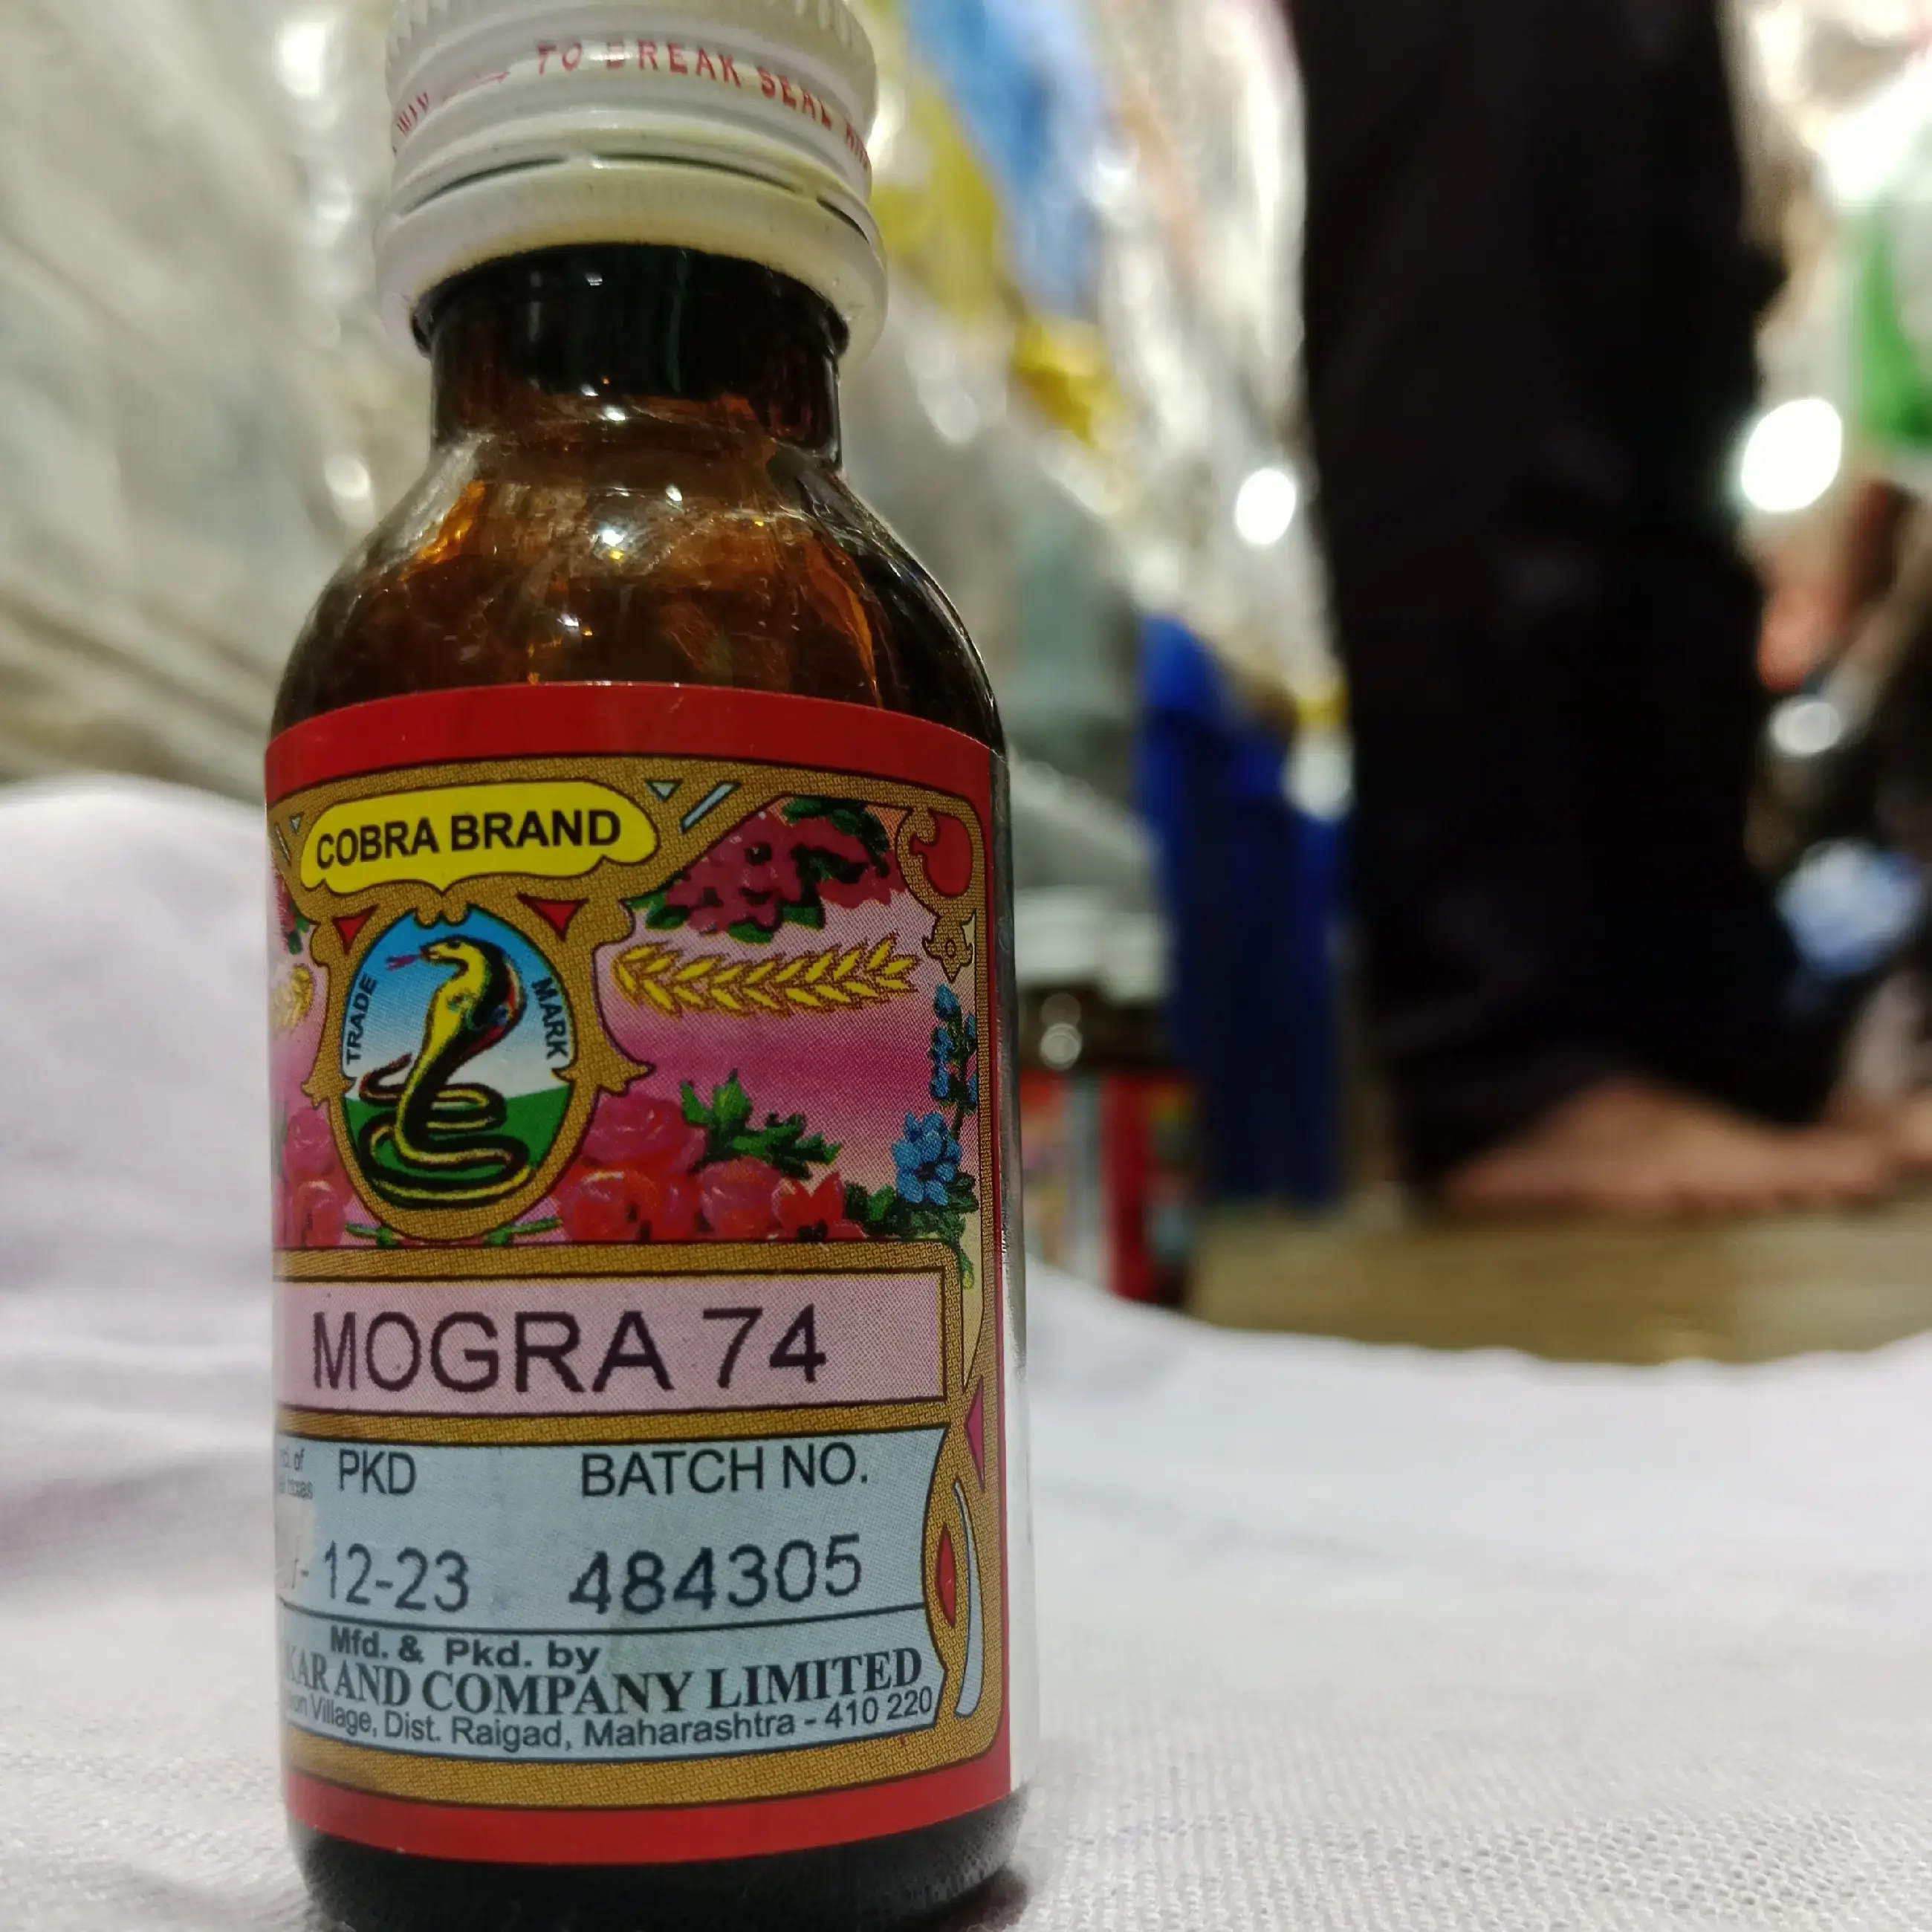 TO BREAK SEAL
COBRA BRAND
TRADE MARK
MOGRA 74
PKD BATCH NO.
12-23 484305
Mfd. & Pkd. by
KAR AND COMPANY LIMITED
Village, Dist. Raigad, Maharashtra - 410 220